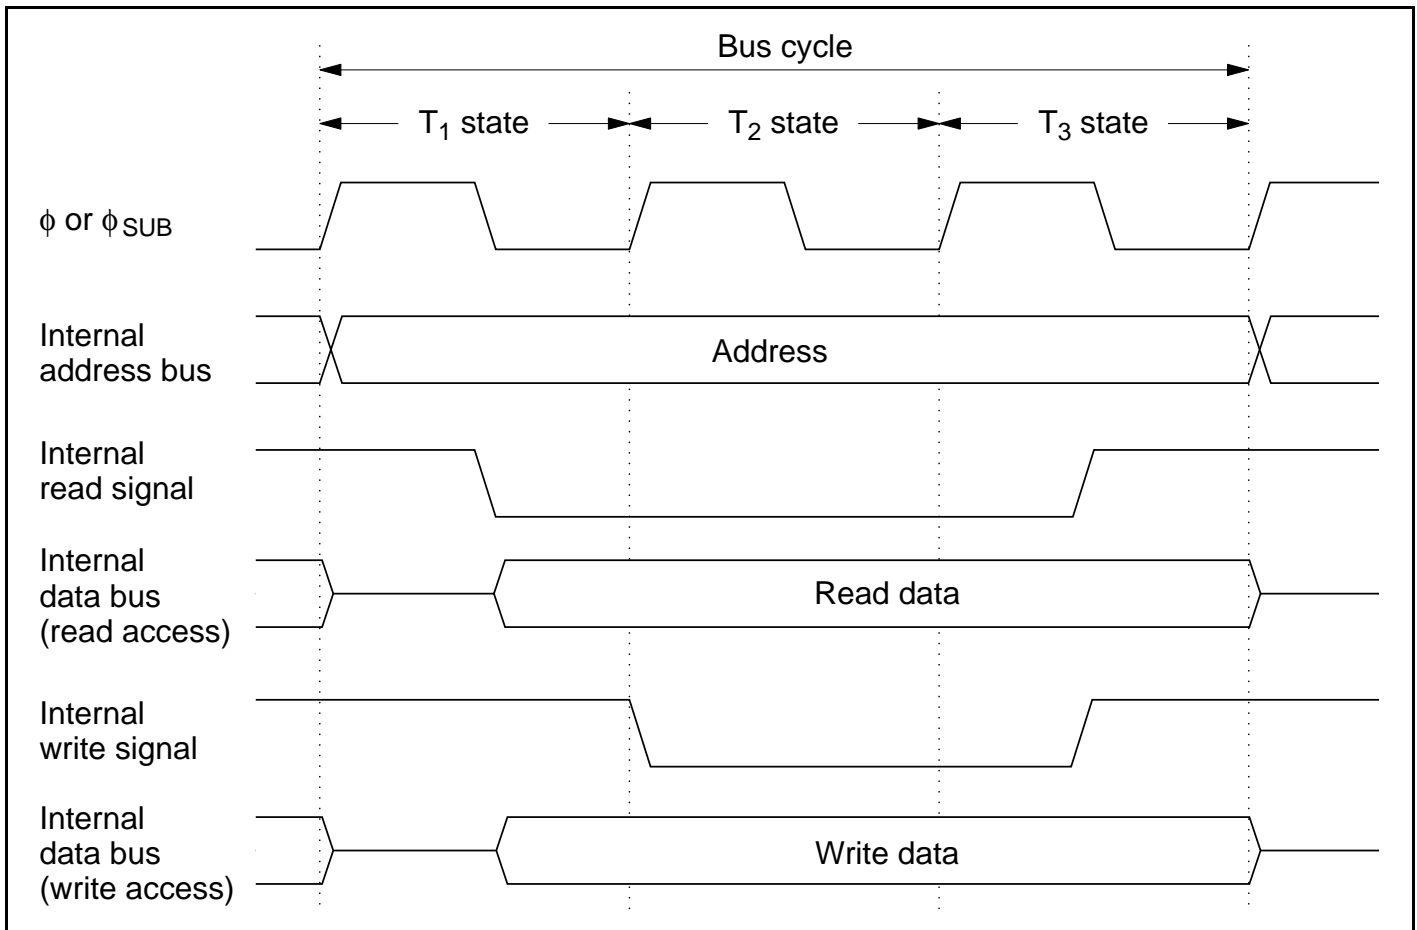 Bus cycle
T1 state T2 state T3 state
ϕ or ϕSUB
Internal
address bus
Address
Internal
read signal
Internal
data bus
(read access)
Read data
Internal
write signal
Internal
data bus
(write access)
Write data